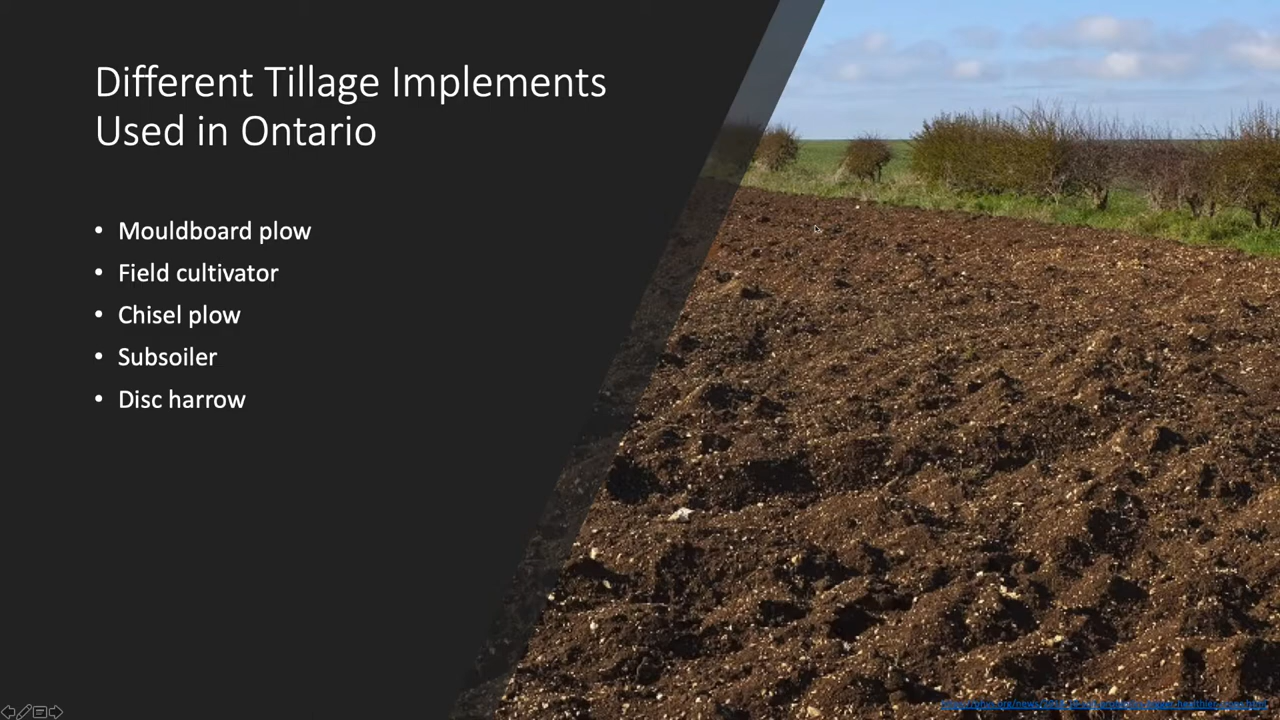 Different Tillage Implements
Used in Ontario
• Mouldboard plow
• Field cultivator
• Chisel plow
• Subsoiler
• Disc harrow